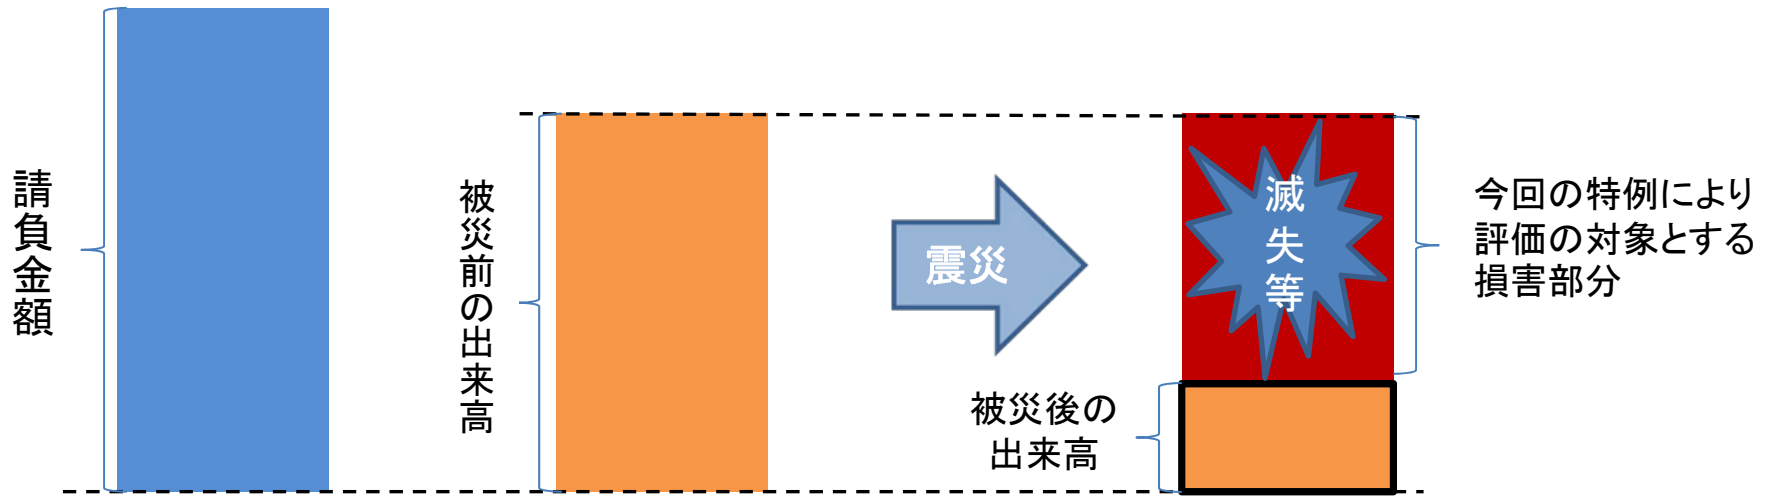 請負金額
被災前の出来高
震災
滅失等
被災後の
出来高
今回の特例により
評価の対象とする
損害部分